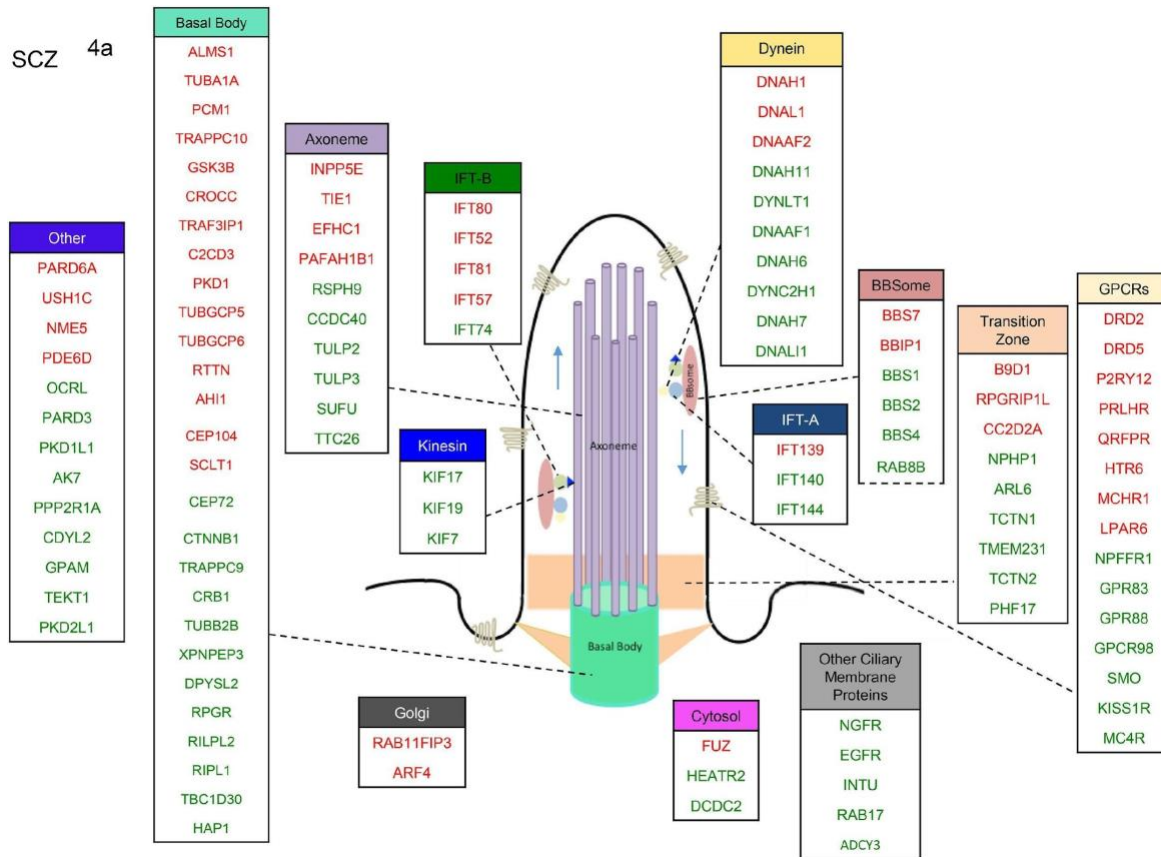 SCZ
4a
Basal Body
ALMS1
TUBA1A
PCM1
TRAPPC10
GSK3B
CROCC
TRAF3IP1
C2CD3
PKD1
TUBGCP5
TUBGCP6
RTTN
AHI1
CEP104
SCLT1
CEP72
CTNNB1
TRAPPC9
CRB1
TUBB2B
XPNPEP3
DPYSL2
RPGR
RILPL2
RIPL1
TBC1D30
HAP1
Other
PARD6A
USH1C
NME5
PDE6D
OCRL
PARD3
PKD1L1
AK7
PPP2R1A
CDYL2
GPAM
TEKT1
PKD2L1
Axoneme
INPP5E
TIE1
EFHC1
PAFAH1B1
RSPH9
CCDC40
TULP2
TULP3
SUFU
TTC26
IFT-B
IFT80
IFT52
IFT81
IFT57
IFT74
Kinesin
KIF17
KIF19
KIF7
Golgi
RAB11FIP3
ARF4
Axoneme
BBsome
Basal Body
Dynein
DNAH1
DNAL1
DNAAF2
DNAH11
DYNLT1
DNAAF1
DNAH6
DYNC2H1
DNAH7
DNALI1
IFT-A
IFT139
IFT140
IFT144
BBSome
BBS7
BBIP1
BBS1
BBS2
BBS4
RAB8B
Transition
Zone
B9D1
RPGRIP1L
CC2D2A
NPHP1
ARL6
TCTN1
TMEM231
TCTN2
PHF17
GPCRs
DRD2
DRD5
P2RY12
PRLHR
QRFPR
HTR6
MCHR1
LPAR6
NPFFR1
GPR83
GPR88
GPCR98
SMO
KISS1R
MC4R
Cytosol
FUZ
HEATR2
DCDC2
Other Ciliary
Membrane
Proteins
NGFR
EGFR
INTU
RAB17
ADCY3